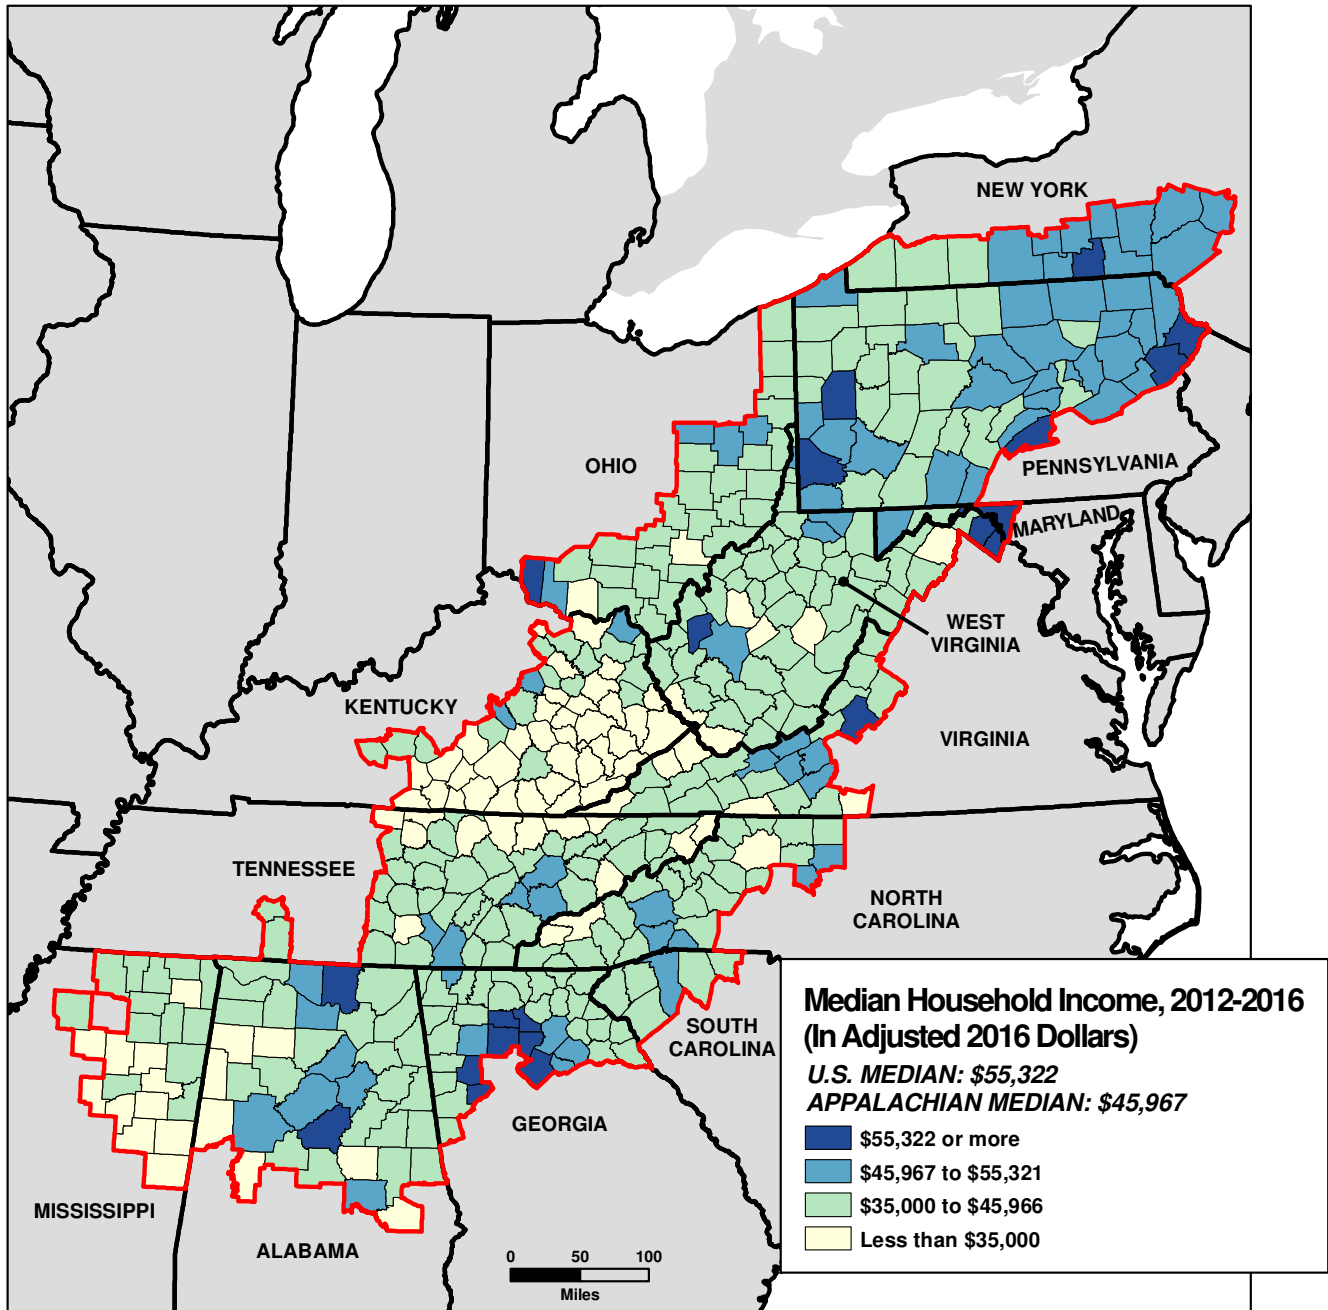 NEW YORK
OHIO
PENNSYLVANIA
MARYLAND
WEST
VIRGINIA
KENTUCKY
VIRGINIA
TENNESSEE
NORTH
CAROLINA
SOUTH
CAROLINA
GEORGIA
MISSISSIPPI
ALABAMA
Median Household Income, 2012-2016
(In Adjusted 2016 Dollars)
U.S. MEDIAN: $55,322
APPALACHIAN MEDIAN: $45,967
$55,322 or more
$45,967 to $55,321
$35,000 to $45,966
Less than $35,000
0 50 100
Miles